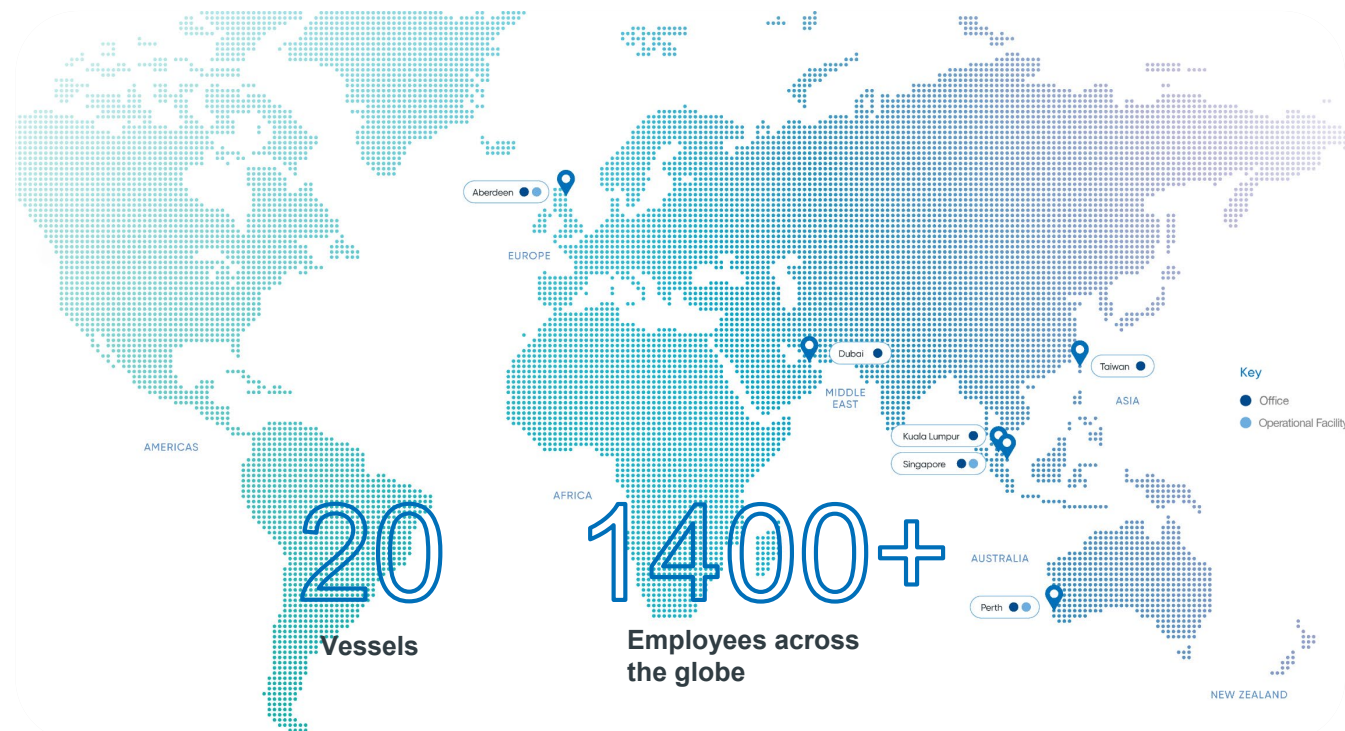 Aberdeen
EUROPE
Dubai
Taiwan
MIDDLE
EAST
ASIA
Key
Office
Operational Facility
Kuala Lumpur
Singapore
AMERICAS
AFRICA
20
Vessels
1400+
Employees across
the globe
AUSTRALIA
Perth
NEW ZEALAND